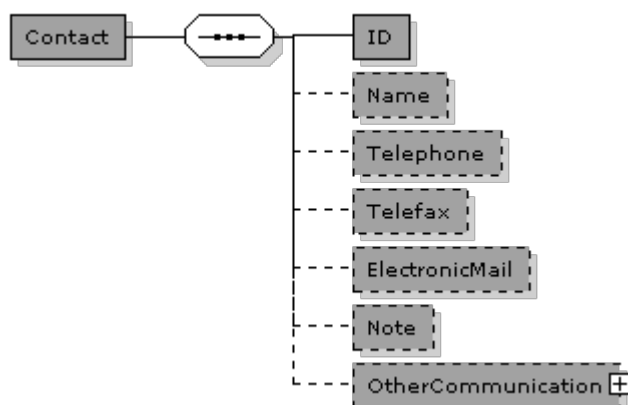 Contact
ID
Name
Telephone
Telefax
ElectronicMail
Note
OtherCommunication